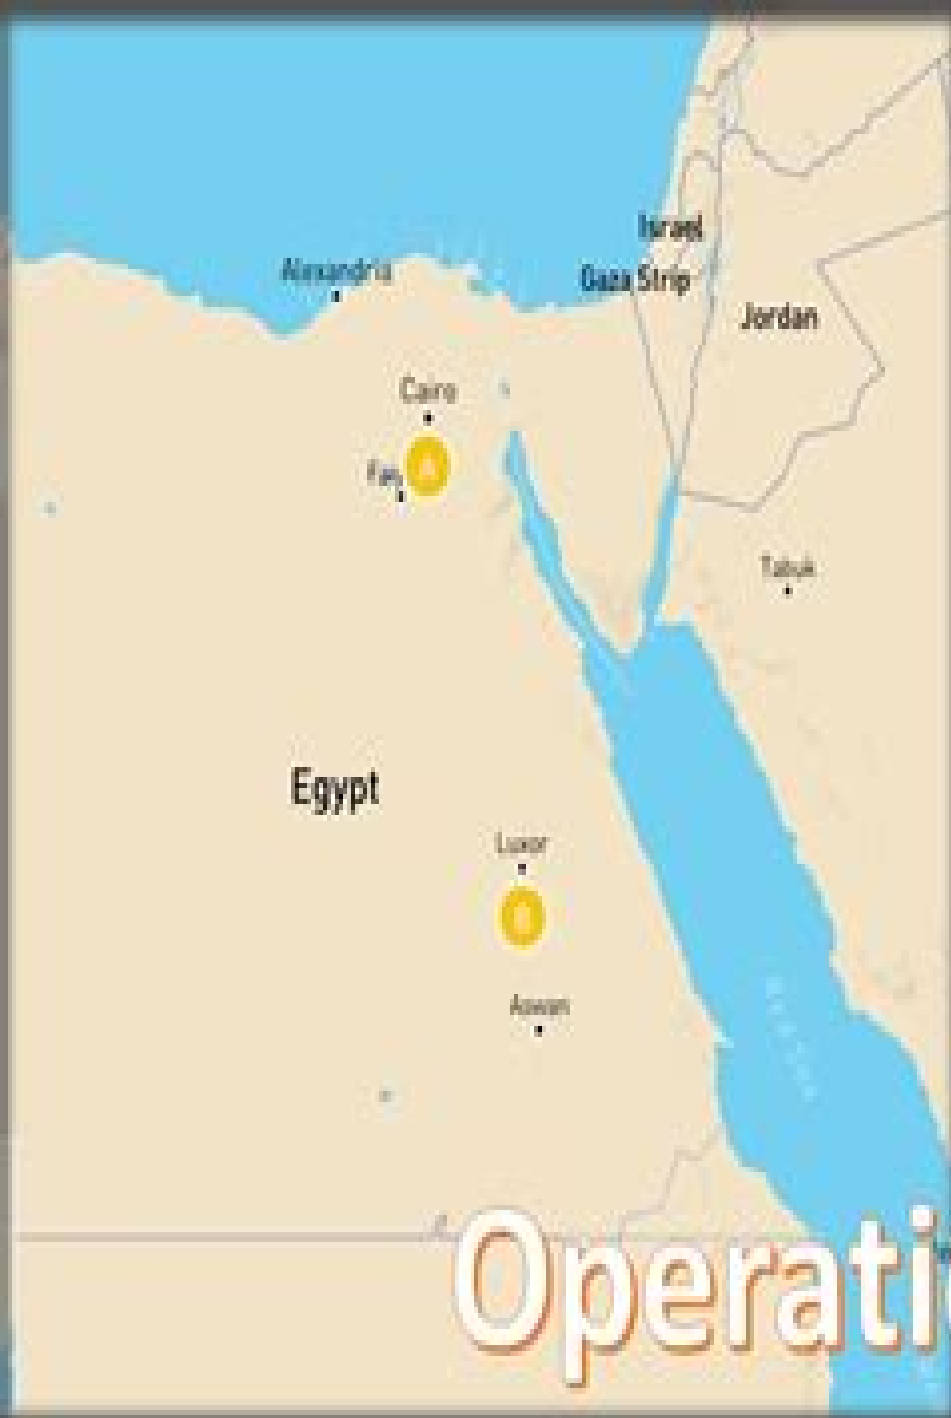 Israel
Alexandria
Gaza Strip
Jordan
Cairo
A
Tabuk
Egypt
Luxor
Aswan
Operati